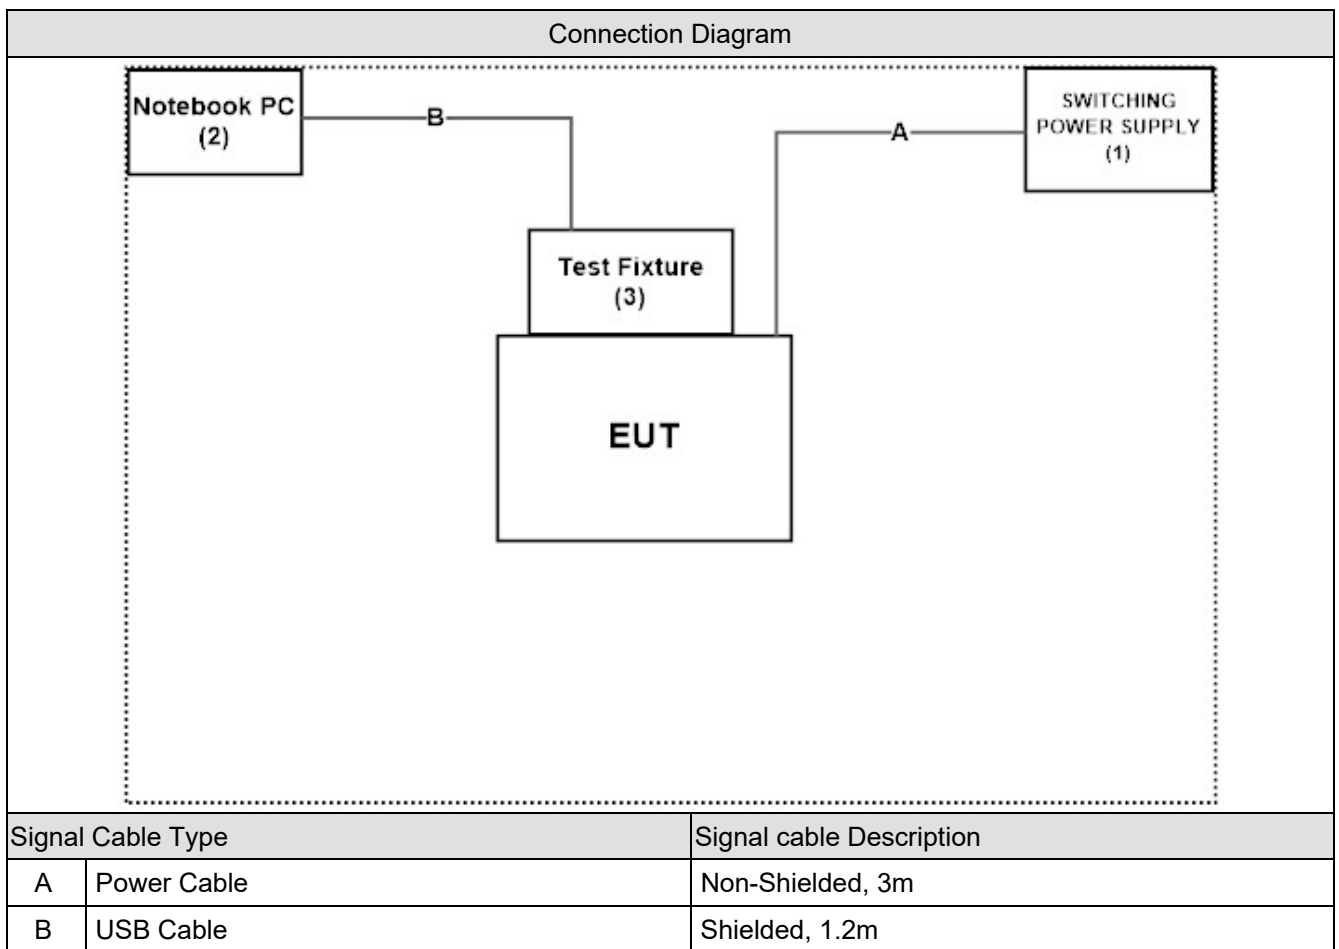 Connection Diagram
Notebook PC
(2)
B
A
SWITCHING
POWER SUPPLY
(1)
Test Fixture
(3)
EUT
Signal Cable Type Signal cable Description
A Power Cable Non-Shielded, 3m
B USB Cable Shielded, 1.2m